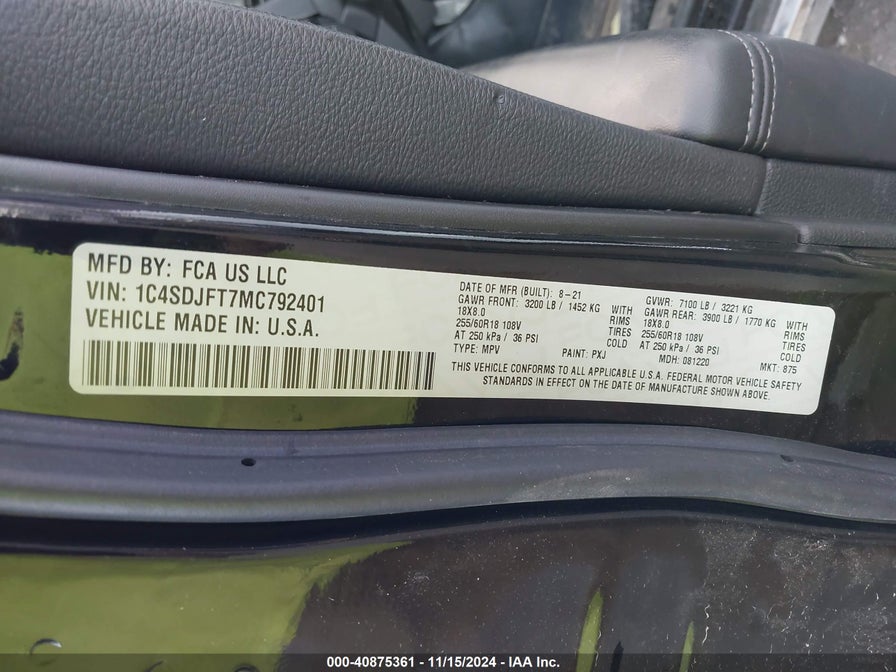 MFD BY: FCA US LLC
VIN: 1C4SDJFT7MC792401
VEHICLE MADE IN: U.S.A.
DATE OF MFR (BUILT): 8-21
GAWR FRONT: 3200 LB / 1452 KG WITH
18X8.0 RIMS
255/60R18 108V TIRES
AT 250 kPa / 36 PSI COLD
TYPE: MPV PAINT: PXJ
GVWR: 7100 LB / 3221 KG
GAWR REAR: 3900 LB / 1770 KG WITH
18X8.0 RIMS
255/60R18 108V TIRES
AT 250 kPa / 36 PSI COLD
MDH: 081220 MKT: 875
THIS VEHICLE CONFORMS TO ALL APPLICABLE U.S.A. FEDERAL MOTOR VEHICLE SAFETY
STANDARDS IN EFFECT ON THE DATE OF MANUFACTURE SHOWN ABOVE.
000-40875361 - 11/15/2024 - IAA Inc.